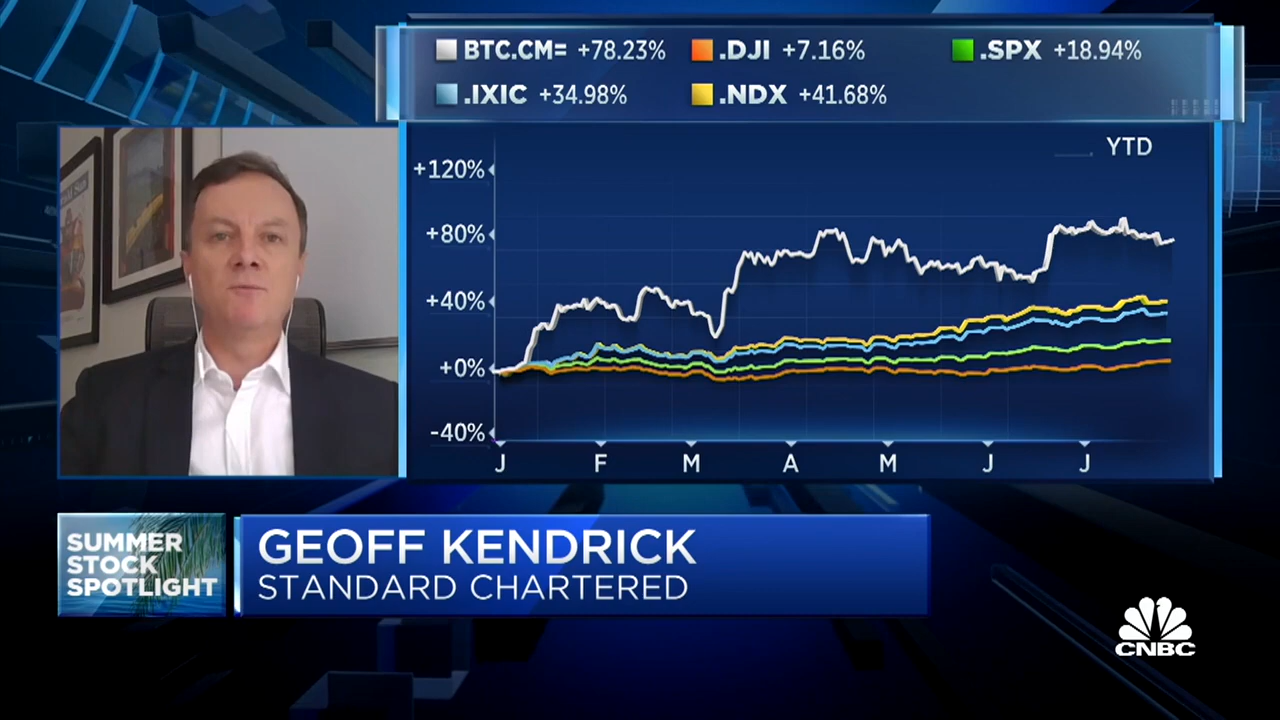 BTC.CM= +78.23% .DJI +7.16% .SPX +18.94%
.IXIC +34.98% .NDX +41.68%
YTD
+120%
+80%
+40%
+0%
-40%
J F M A M J J
GEOFF KENDRICK
STANDARD CHARTERED
SUMMER
STOCK
SPOTLIGHT
CNBC